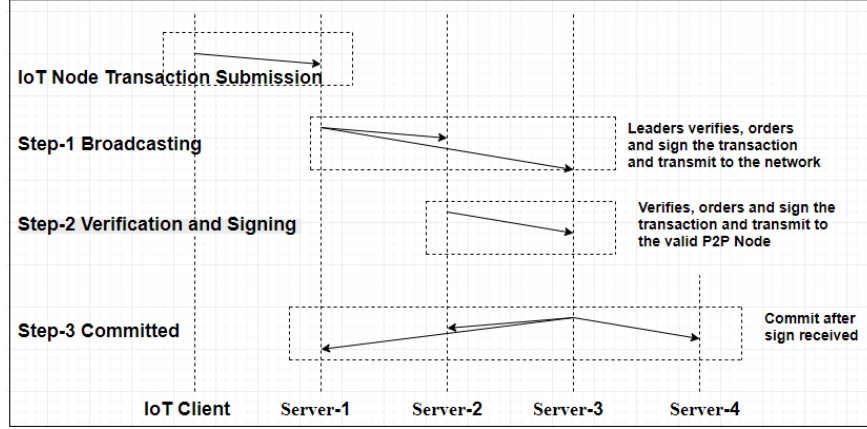 IoT Node Transaction Submission
Step-1 Broadcasting
Leaders verifies, orders
and sign the transaction
and transmit to the network
Step-2 Verification and Signing
Verifies, orders and sign the
transaction and transmit to
the valid P2P Node
Step-3 Committed
Commit after
sign received
IoT Client Server-1 Server-2 Server-3 Server-4